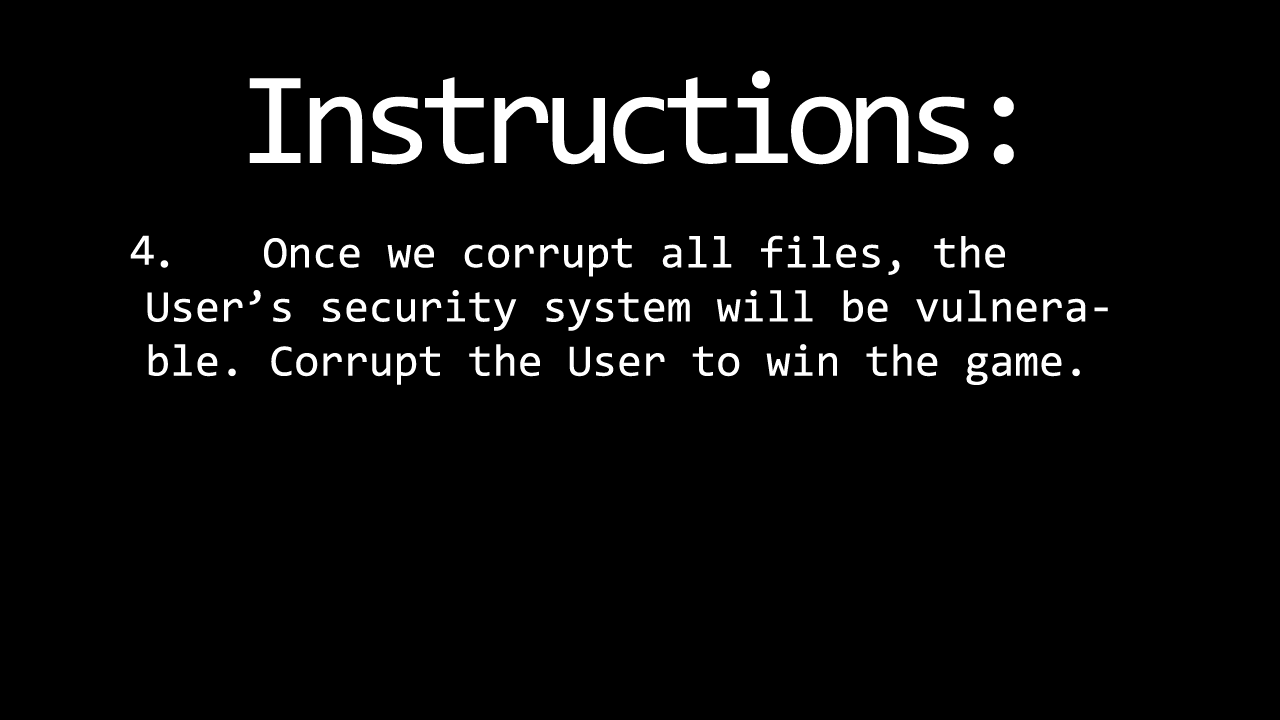 Instructions:
4. Once we corrupt all files, the
User’s security system will be vulnera-
ble. Corrupt the User to win the game.